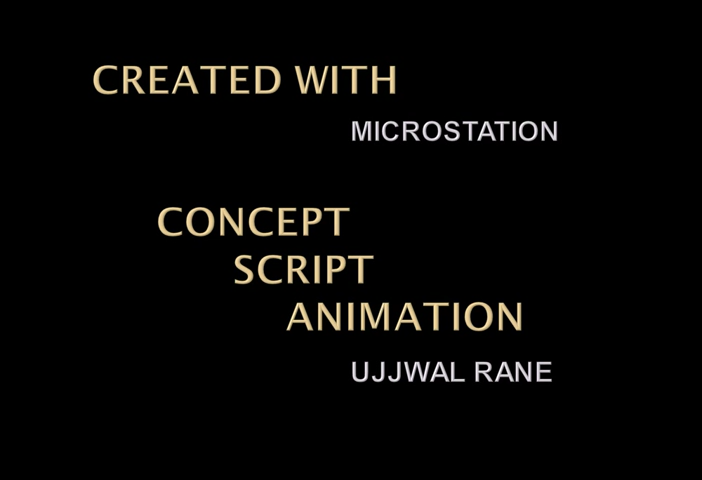 CREATED WITH
MICROSTATION
CONCEPT
SCRIPT
ANIMATION
UJJWAL RANE